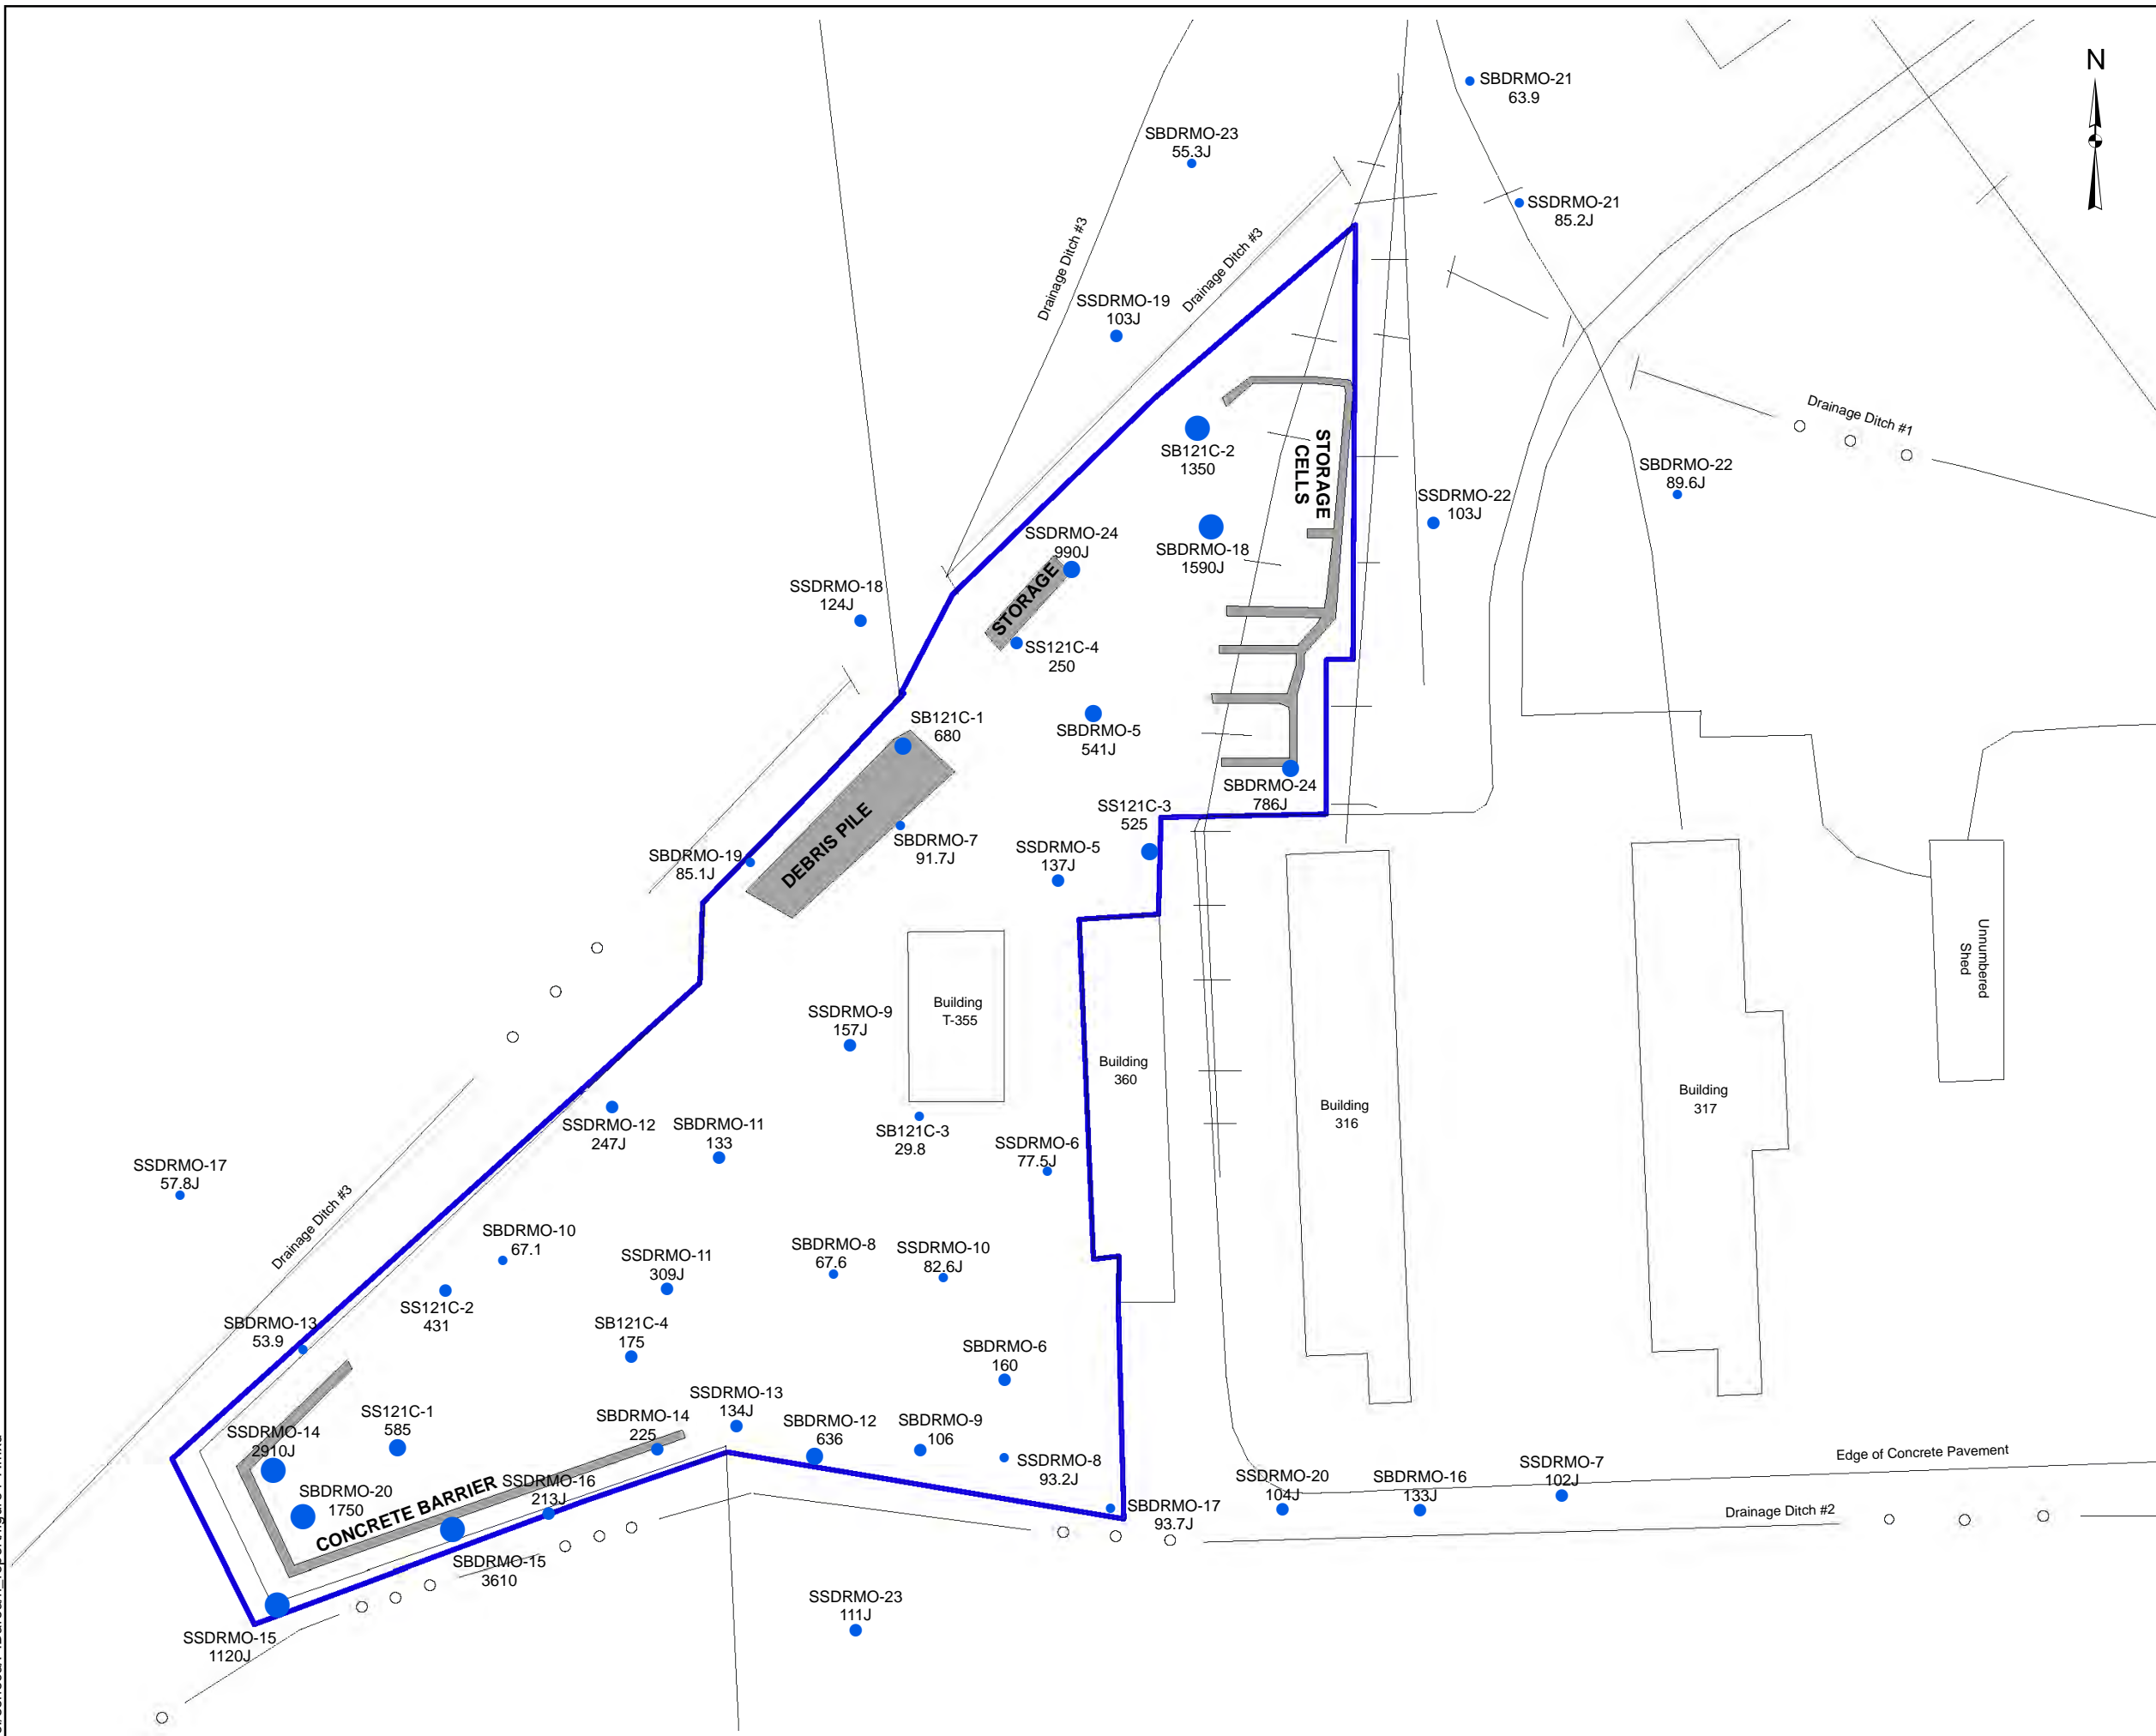 N
SBDRMO-21
63.9
SBDRMO-23
55.3J
SSDRMO-21
85.2J
Drainage Ditch #3
Drainage Ditch #3
SSDRMO-19
103J
Drainage Ditch #1
SB121C-2
1350
STORAGE
CELLS
SBDRMO-22
89.6J
SSDRMO-22
103J
SSDRMO-24
990J
SBDRMO-18
1590J
STORAGE
SSDRMO-18
124J
SS121C-4
250
SB121C-1
680
SBDRMO-5
541J
SBDRMO-24
786J
SS121C-3
525
DEBRIS PILE
SBDRMO-7
91.7J
SSDRMO-5
137J
SBDRMO-19
85.1J
Unnumbered
Shed
SSDRMO-9
157J
Building
T-355
Building
360
Building
316
Building
317
SSDRMO-12
247J
SBDRMO-11
133
SB121C-3
29.8
SSDRMO-6
77.5J
SSDRMO-17
57.8J
Drainage Ditch #3
SBDRMO-10
67.1
SSDRMO-11
309J
SBDRMO-8
67.6
SSDRMO-10
82.6J
SS121C-2
431
SBDRMO-13
53.9
SB121C-4
175
SBDRMO-6
160
SSDRMO-13
134J
SS121C-1
585
SBDRMO-14
225
SBDRMO-12
636
SBDRMO-9
106
SSDRMO-14
2910J
SSDRMO-8
93.2J
Edge of Concrete Pavement
SSDRMO-7
102J
SSDRMO-20
104J
SBDRMO-16
133J
SBDRMO-20
1750
CONCRETE BARRIER
SSDRMO-16
213J
SBDRMO-17
93.7J
Drainage Ditch #2
SBDRMO-15
3610
SSDRMO-23
111J
SSDRMO-15
1120J